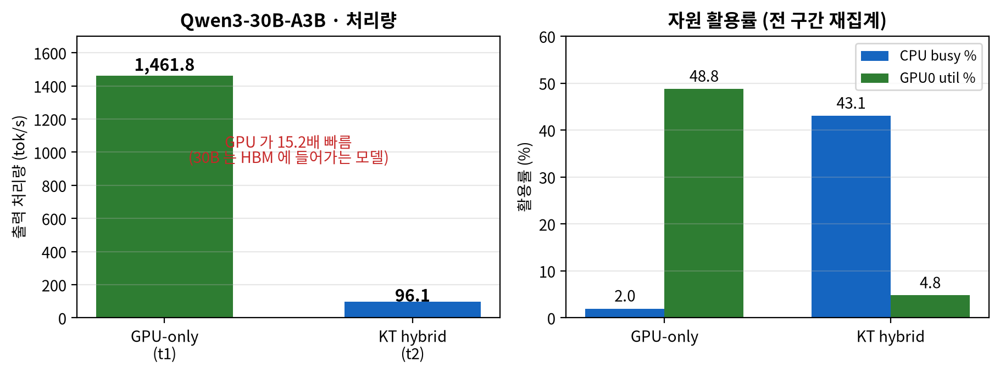 Qwen3-30B-A3B · 처리량
출력 처리량 (tok/s)
1600
1400
1200
1000
800
600
400
200
0
1,461.8
GPU 가 15.2배 빠름
(30B 는 HBM 에 들어가는 모델)
96.1
GPU-only
(t1)
KT hybrid
(t2)
자원 활용률 (전 구간 재집계)
활용률 (%)
60
50
40
30
20
10
0
CPU busy %
GPU0 util %
2.0
48.8
43.1
4.8
GPU-only
KT hybrid